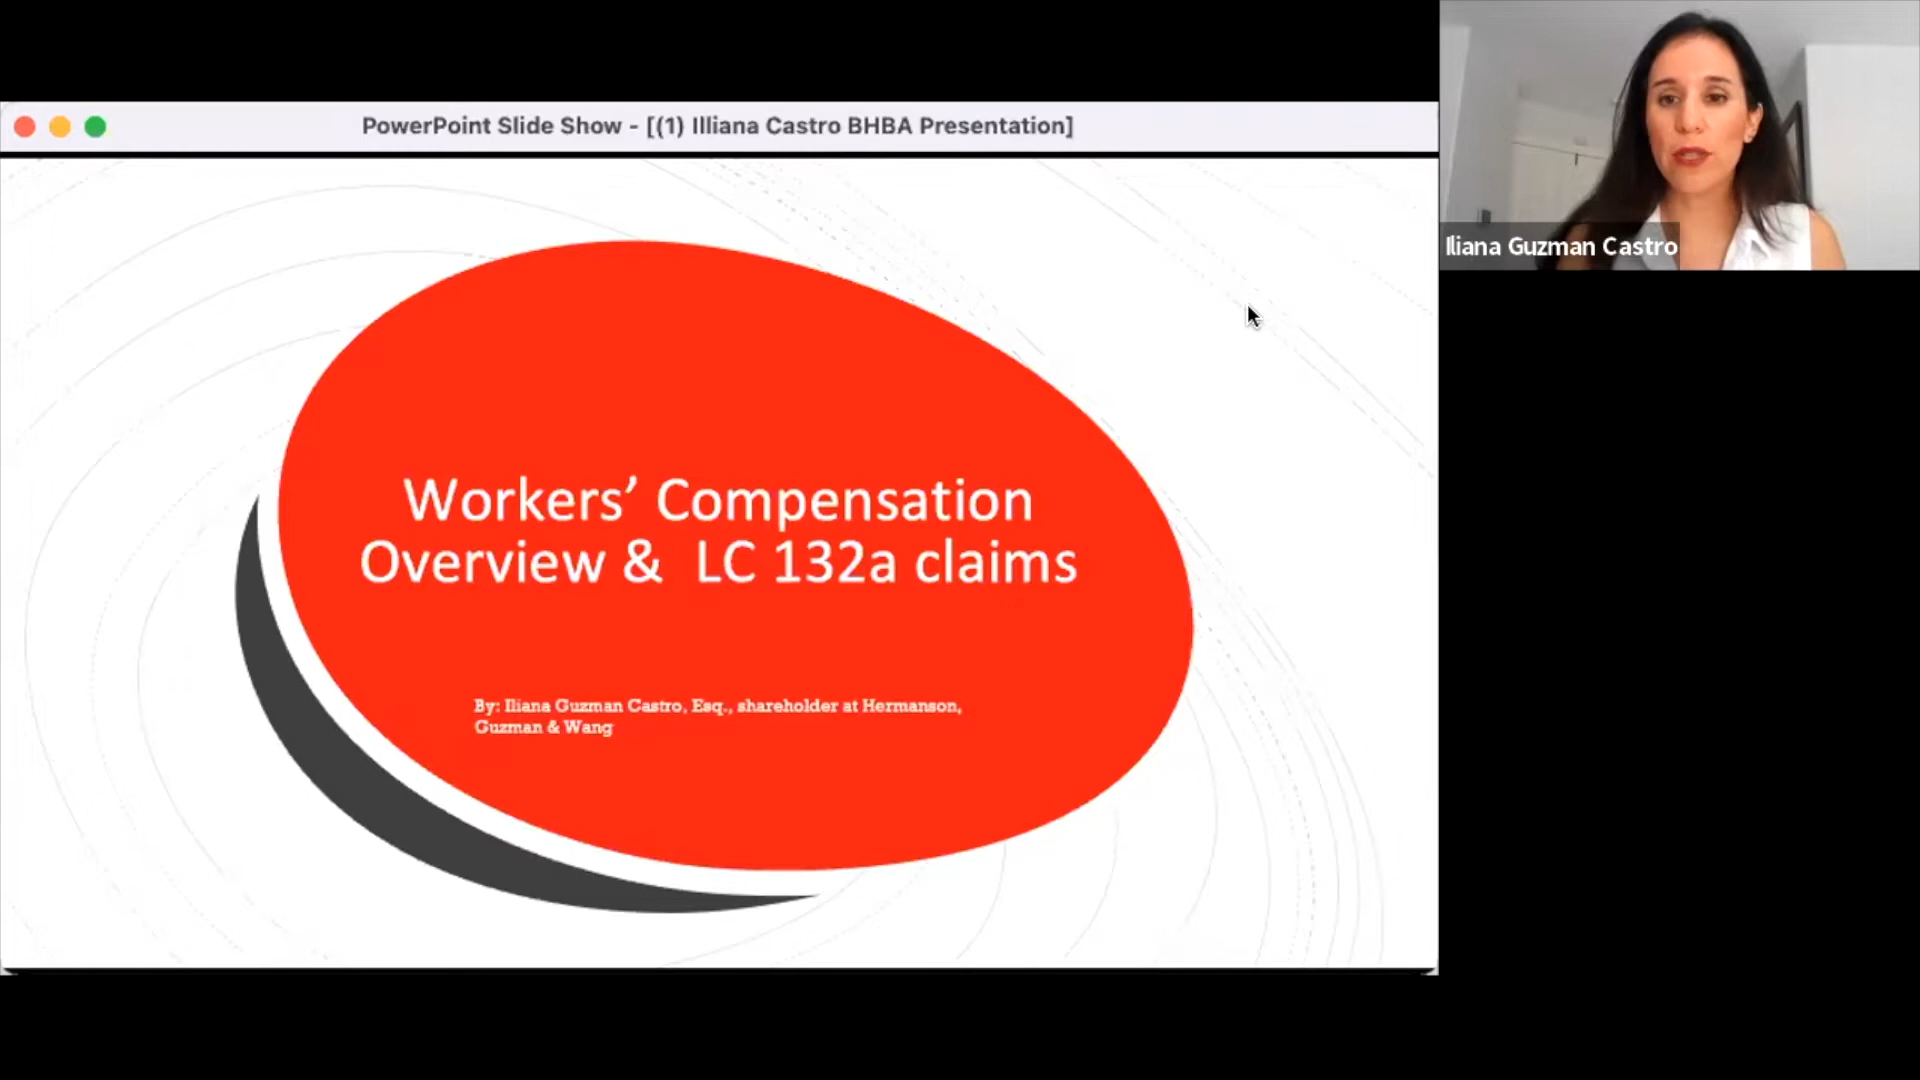 PowerPoint Slide Show - [(1) Illiana Castro BHBA Presentation]
Iliana Guzman Castro
Workers’ Compensation
Overview & LC 132a claims
By: Iliana Guzman Castro, Esq., shareholder at Hermanson,
Guzman & Wang